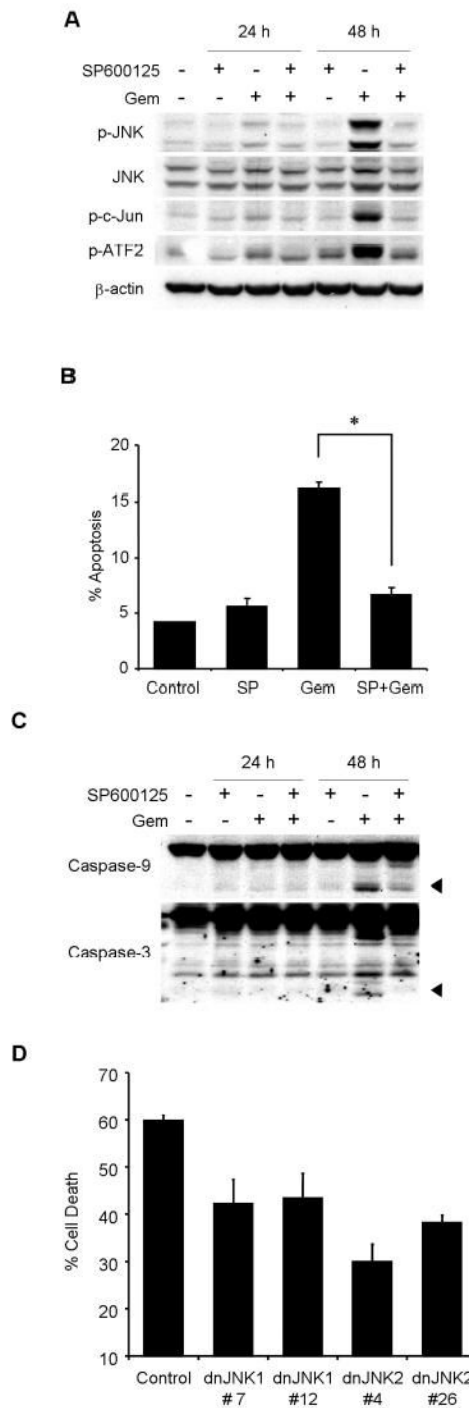 A
24 h 48 h
SP600125 - + - + + - +
Gem - - + + - + +
p-JNK
JNK
p-c-Jun
p-ATF2
β-actin
B
*
20
15
10
5
0
% Apoptosis
Control SP Gem SP+Gem
C
24 h 48 h
SP600125 - + - + + - +
Gem - - + + - + +
Caspase-9
Caspase-3
D
70
60
50
40
30
20
10
% Cell Death
Control dnJNK1 dnJNK1 dnJNK2 dnJNK2
#7 #12 #4 #26